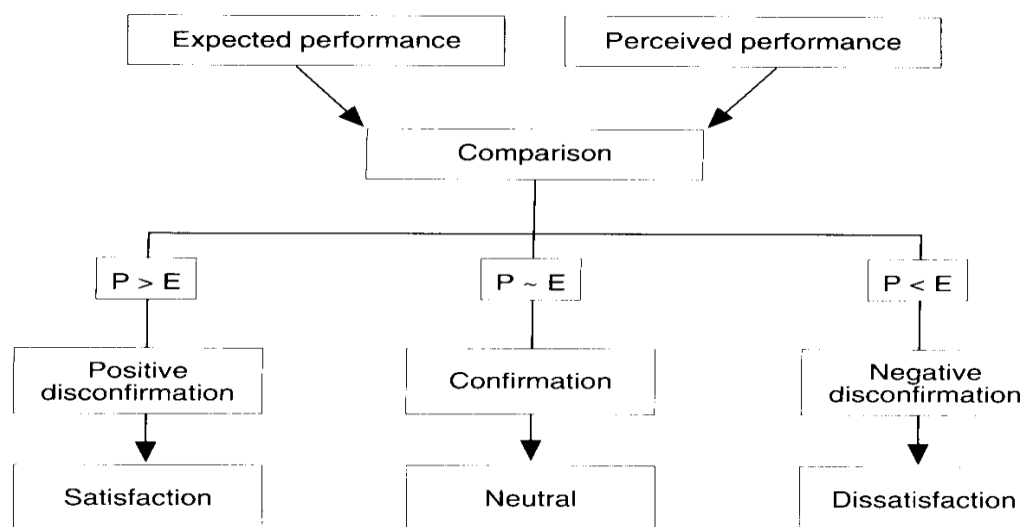 Expected performance
Perceived performance
Comparison
P > E
P ~ E
P < E
Positive
disconfirmation
Confirmation
Negative
disconfirmation
Satisfaction
Neutral
Dissatisfaction